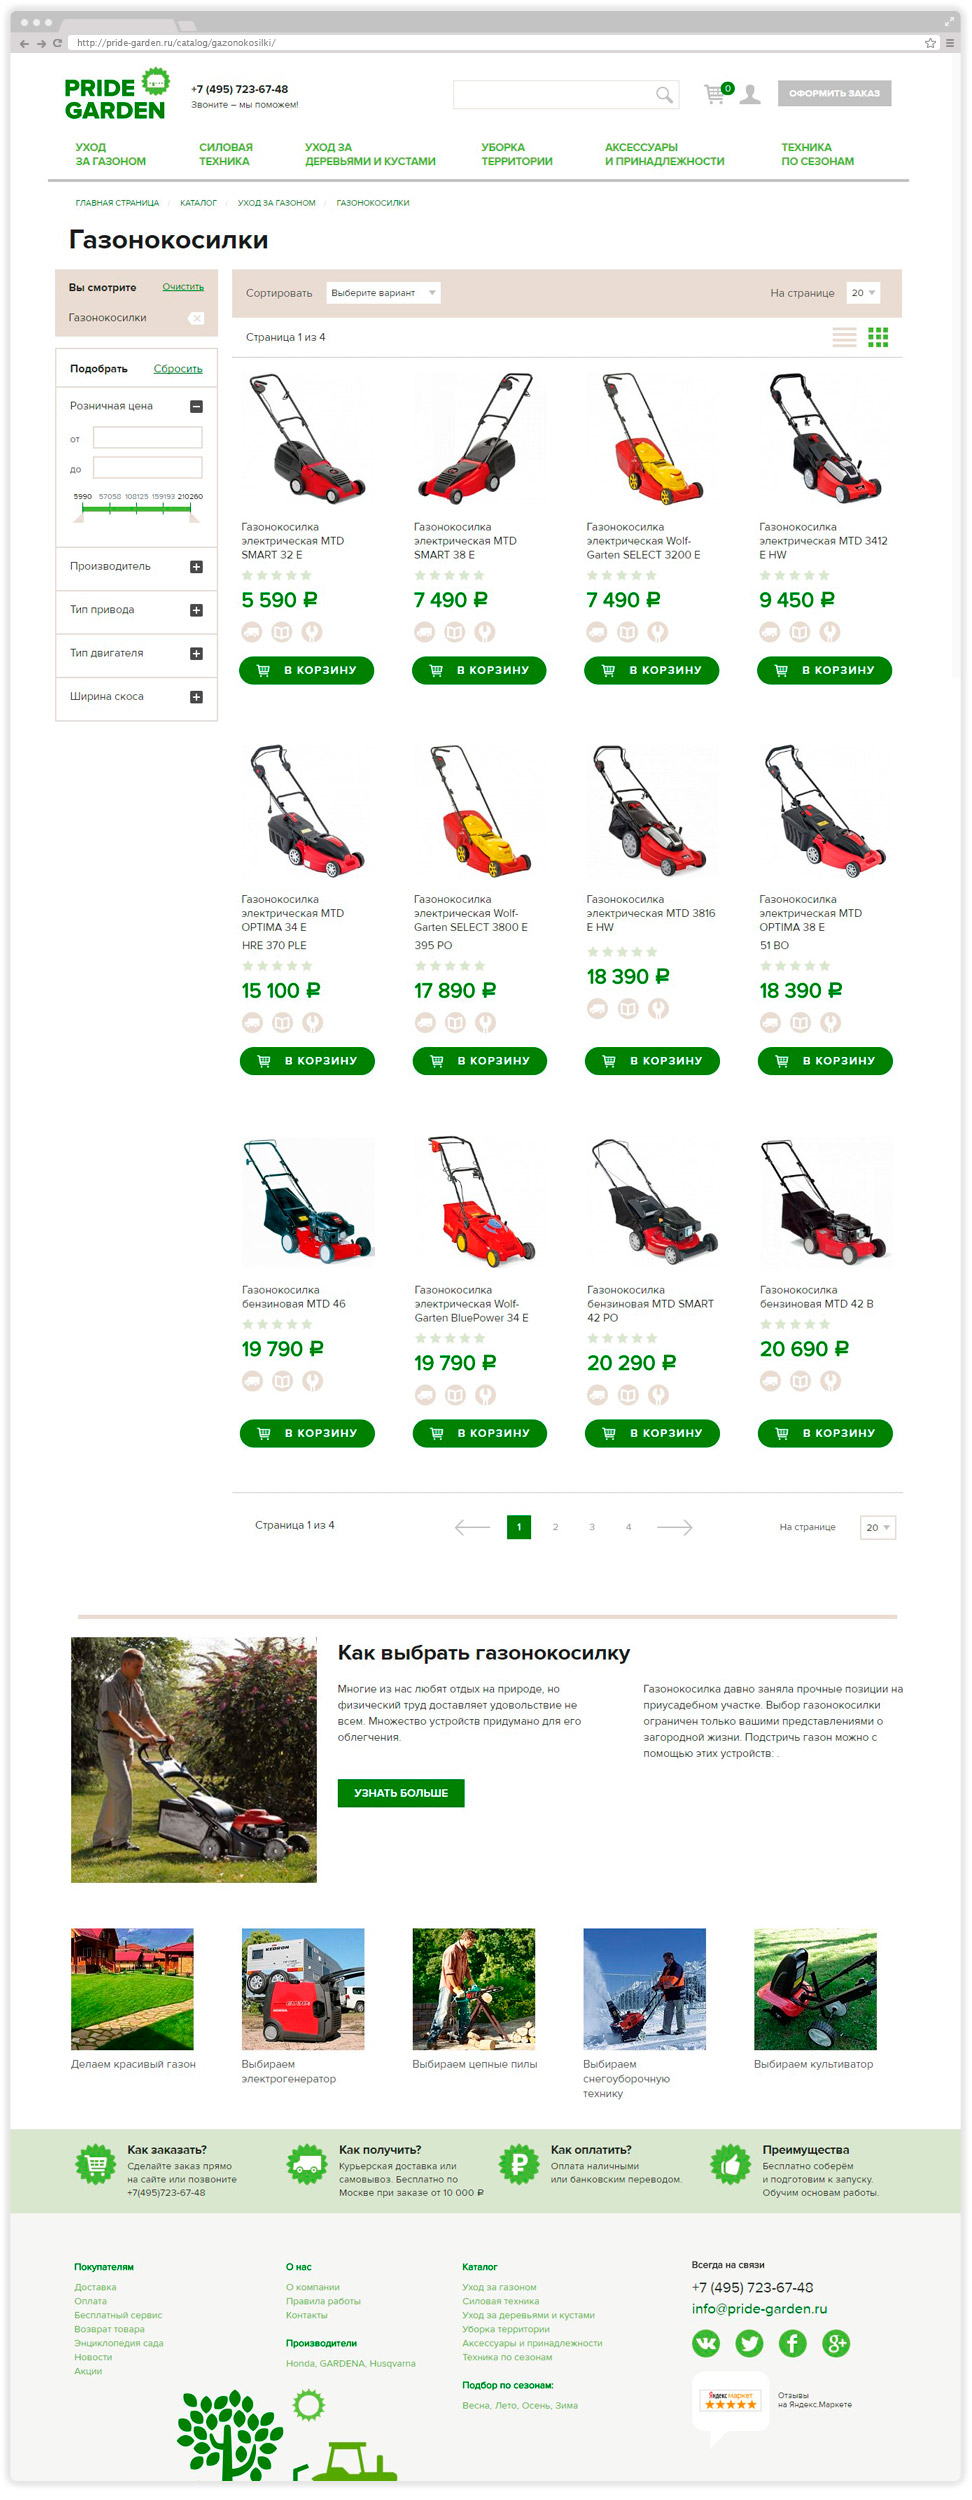 http://pride-garden.ru/catalog/gazonokosilki/
PRIDE
GARDEN
+7 (495) 723-67-48
Звоните – мы поможем!
0
ОФОРМИТЬ ЗАКАЗ
УХОД
ЗА ГАЗОНОМ
СИЛОВАЯ
ТЕХНИКА
УХОД ЗА
ДЕРЕВЬЯМИ И КУСТАМИ
УБОРКА
ТЕРРИТОРИИ
АКСЕССУАРЫ
И ПРИНАДЛЕЖНОСТИ
ТЕХНИКА
ПО СЕЗОНАМ
ГЛАВНАЯ СТРАНИЦА / КАТАЛОГ / УХОД ЗА ГАЗОНОМ / ГАЗОНОКОСИЛКИ
Газонокосилки
Вы смотрите Очистить
Газонокосилки
Подобрать Сбросить
Розничная цена
от
до
5990 57058 108125 159193 210260
Производитель
Тип привода
Тип двигателя
Ширина скоса
Сортировать Выберите вариант На странице 20
Страница 1 из 4
Газонокосилка
электрическая MTD
SMART 32 E
5 590 ₽
В КОРЗИНУ
Газонокосилка
электрическая MTD
SMART 38 E
7 490 ₽
В КОРЗИНУ
Газонокосилка
электрическая Wolf-
Garten SELECT 3200 E
7 490 ₽
В КОРЗИНУ
Газонокосилка
электрическая MTD 3412
E HW
9 450 ₽
В КОРЗИНУ
Газонокосилка
электрическая MTD
OPTIMA 34 E
HRE 370 PLE
15 100 ₽
В КОРЗИНУ
Газонокосилка
электрическая Wolf-
Garten SELECT 3800 E
395 PO
17 890 ₽
В КОРЗИНУ
Газонокосилка
электрическая MTD 3816
E HW
18 390 ₽
В КОРЗИНУ
Газонокосилка
электрическая MTD
OPTIMA 38 E
51 BO
18 390 ₽
В КОРЗИНУ
Газонокосилка
бензиновая MTD 46
19 790 ₽
В КОРЗИНУ
Газонокосилка
электрическая Wolf-
Garten BluePower 34 E
19 790 ₽
В КОРЗИНУ
Газонокосилка
бензиновая MTD SMART
42 PO
20 290 ₽
В КОРЗИНУ
Газонокосилка
бензиновая MTD 42 B
20 690 ₽
В КОРЗИНУ
Страница 1 из 4 1 2 3 4 На странице 20
Как выбрать газонокосилку
Многие из нас любят отдых на природе, но
физический труд доставляет удовольствие не
всем. Множество устройств придумано для его
облегчения.
Газонокосилка давно заняла прочные позиции на
приусадебном участке. Выбор газонокосилки
ограничен только вашими представлениями о
загородной жизни. Подстричь газон можно с
помощью этих устройств: .
УЗНАТЬ БОЛЬШЕ
Делаем красивый газон
KEDRON
Выбираем
электрогенератор
Выбираем цепные пилы
Выбираем
снегоуборочную
технику
Выбираем культиватор
Как заказать?
Сделайте заказ прямо
на сайте или позвоните
+7(495)723-67-48
Как получить?
Курьерская доставка или
самовывоз. Бесплатно по
Москве при заказе от 10 000 ₽
Как оплатить?
Оплата наличными
или банковским переводом.
Преимущества
Бесплатно соберём
и подготовим к запуску.
Обучим основам работы.
Покупателям
Доставка
Оплата
Бесплатный сервис
Возврат товара
Энциклопедия сада
Новости
Акции
О нас
О компании
Правила работы
Контакты
Производители
Honda, GARDENA, Husqvarna
Каталог
Уход за газоном
Силовая техника
Уход за деревьями и кустами
Уборка территории
Аксессуары и принадлежности
Техника по сезонам
Подбор по сезонам:
Весна, Лето, Осень, Зима
Всегда на связи
+7 (495) 723-67-48
info@pride-garden.ru
Яндекс маркет
Отзывы
на Яндекс.Маркете